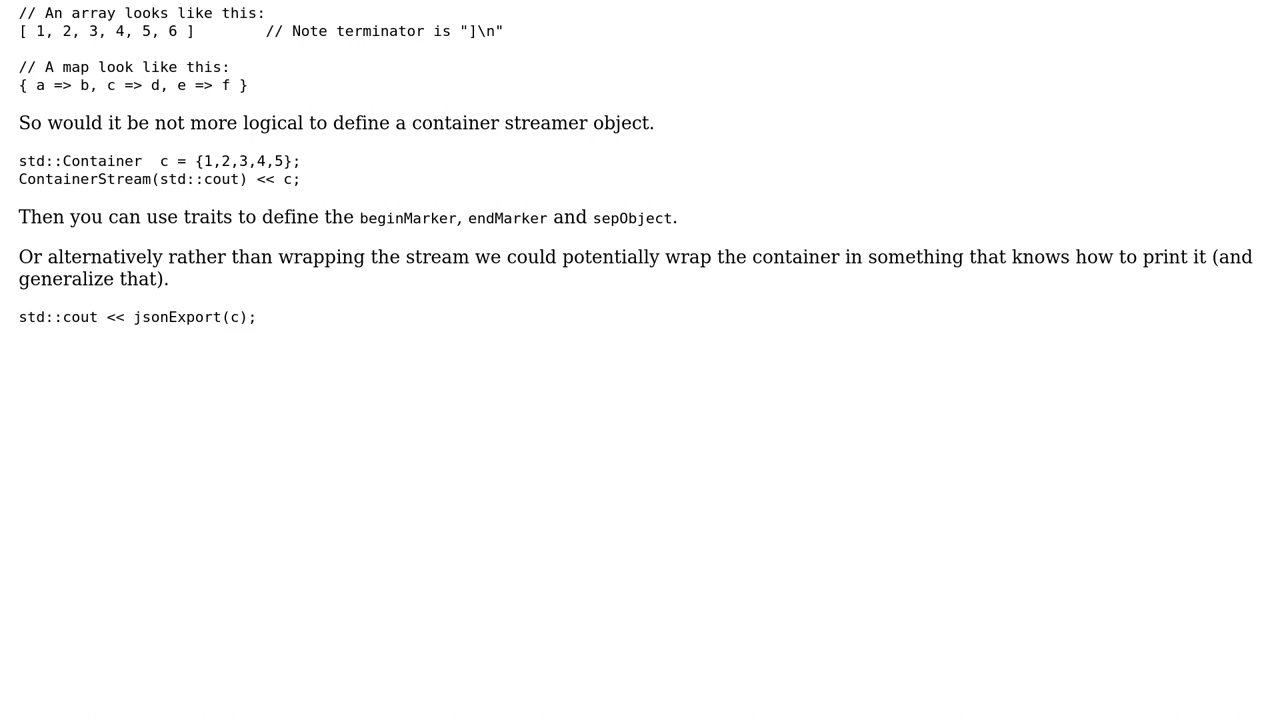 // An array looks like this:
[ 1, 2, 3, 4, 5, 6 ]        // Note terminator is "]\n"
// A map look like this:
{ a => b, c => d, e => f }
So would it be not more logical to define a container streamer object.
std::Container  c = {1,2,3,4,5};
ContainerStream(std::cout) << c;
Then you can use traits to define the beginMarker, endMarker and sepObject.
Or alternatively rather than wrapping the stream we could potentially wrap the container in something that knows how to print it (and
generalize that).
std::cout << jsonExport(c);